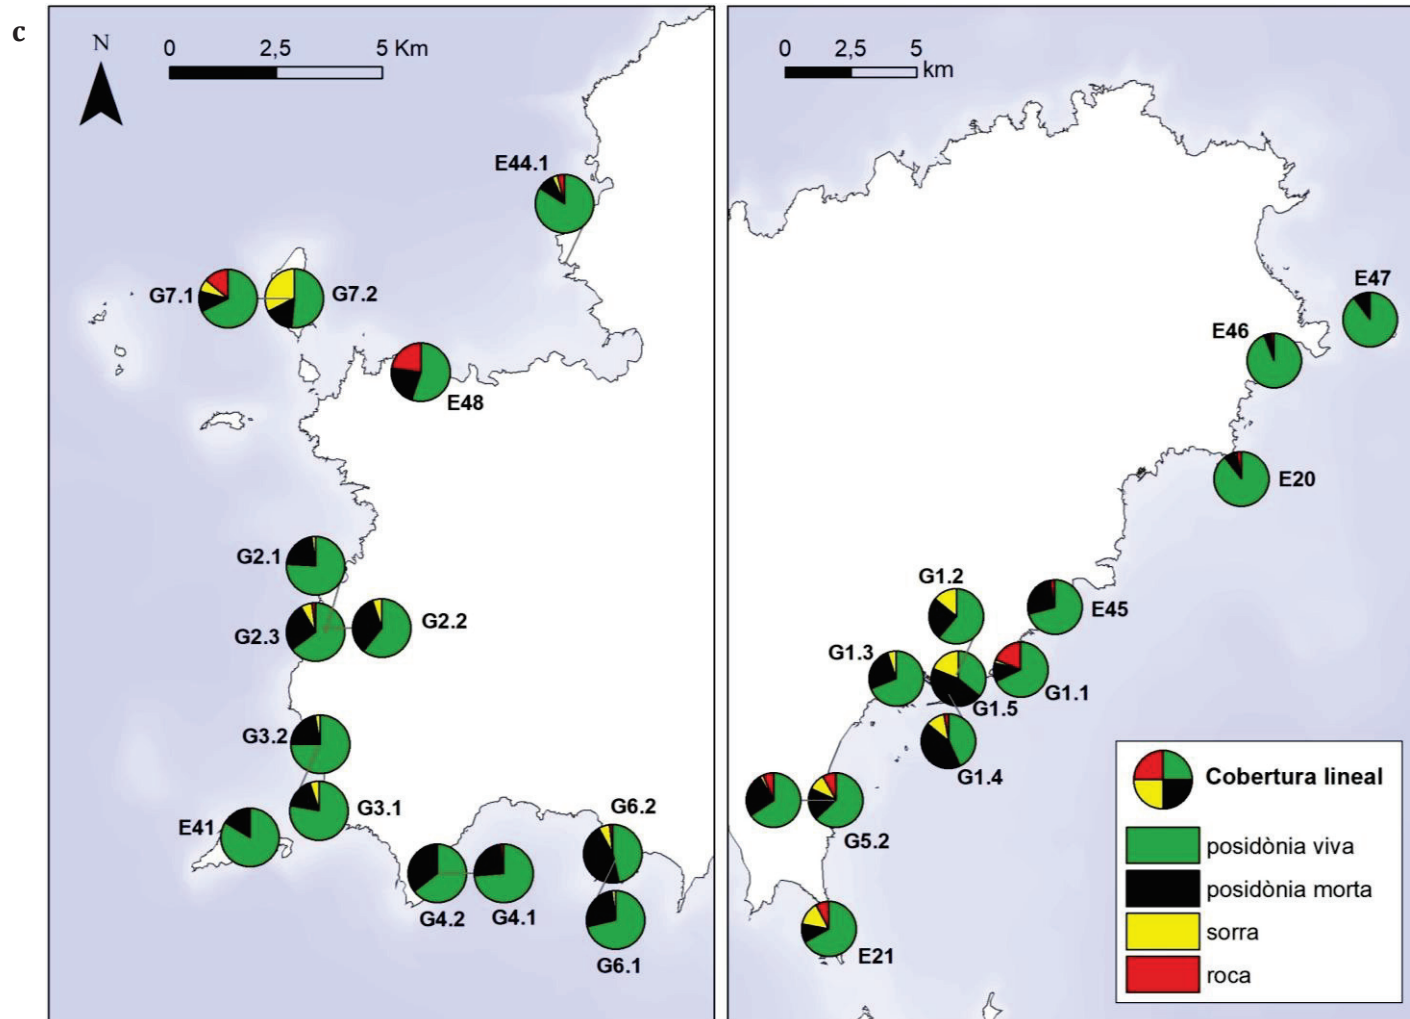 c
N
0 2,5 5 Km
E44.1
G7.1
G7.2
E48
G2.1
G2.3
G2.2
G3.2
G3.1
E41
G4.2
G4.1
G6.2
G6.1
0 2,5 5
km
E47
E46
E20
G1.2
E45
G1.3
G1.1
G1.5
G1.4
G5.2
E21
Cobertura lineal
posidònia viva
posidònia morta
sorra
roca